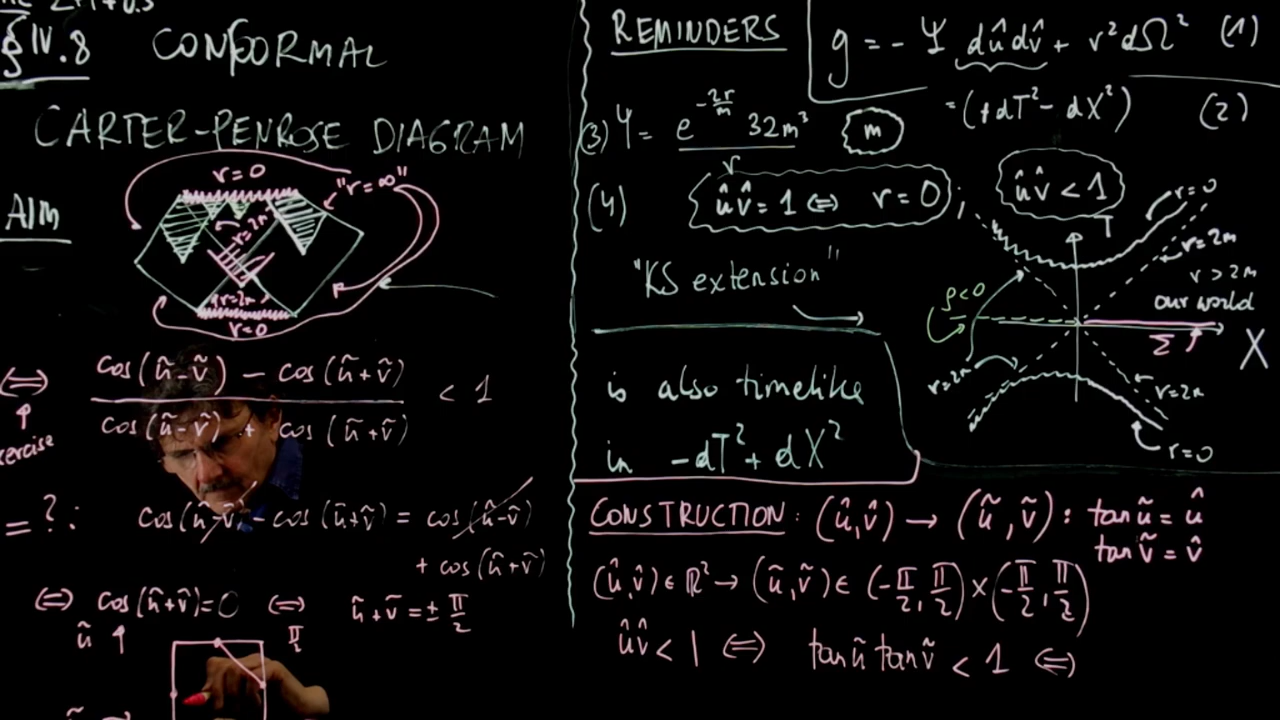 §IV.8 CONFORMAL
CARTER-PENROSE DIAGRAM
AIM
r=0
"r=∞"
r=2m
r=2m
r=0
⇔ (cos(ũ-ṽ) - cos(ũ+ṽ)) / (cos(ũ-ṽ) + cos(ũ+ṽ)) < 1
= ?: cos(ũ-ṽ) - cos(ũ+ṽ) = cos(ũ-ṽ)
+ cos(ũ+ṽ)
⇔ cos(ũ+ṽ)=0 ⇔ ũ+ṽ = ± π/2
ũ ↑ π/2
REMINDERS
g = - Ψ dûdv̂ + r²dΩ² (1)
= (+dT² - dX²) (2)
(3) Ψ = e^{-2r/m} 32m³ / r
m
(4) ûv̂ = 1 ⇔ r = 0 ; ûv̂ < 1
"KS extension"
T
r=0
r=2m
r>2m
our world
ρ<0
Σ
X
r=2m
r=2m
r=0
is also timelike
in -dT² + dX²
CONSTRUCTION: (û,v̂) → (ũ,ṽ): tan ũ = û
tan ṽ = v̂
(û,v̂) ∈ ℝ² → (ũ,ṽ) ∈ (-π/2, π/2) × (-π/2, π/2)
ûv̂ < 1 ⇔ tan ũ tan ṽ < 1 ⇔